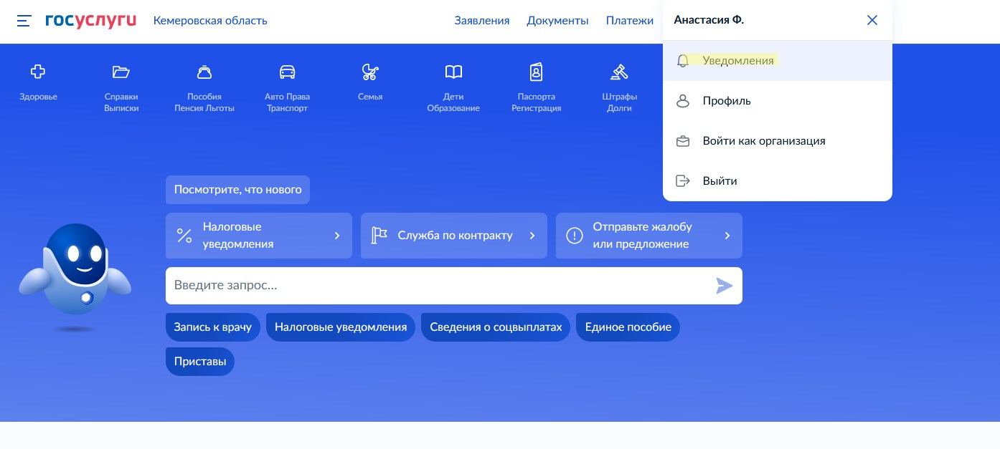 госуслуги Кемеровская область Заявления Документы Платежи
Анастасия Ф.
Уведомления
Профиль
Войти как организация
Выйти
Здоровье
Справки
Выписки
Пособия
Пенсия Льготы
Авто Права
Транспорт
Семья
Дети
Образование
Паспорта
Регистрация
Штрафы
Долги
Посмотрите, что нового
Налоговые
уведомления
Служба по контракту
Отправьте жалобу
или предложение
Введите запрос...
Запись к врачу
Налоговые уведомления
Сведения о соцвыплатах
Единое пособие
Приставы